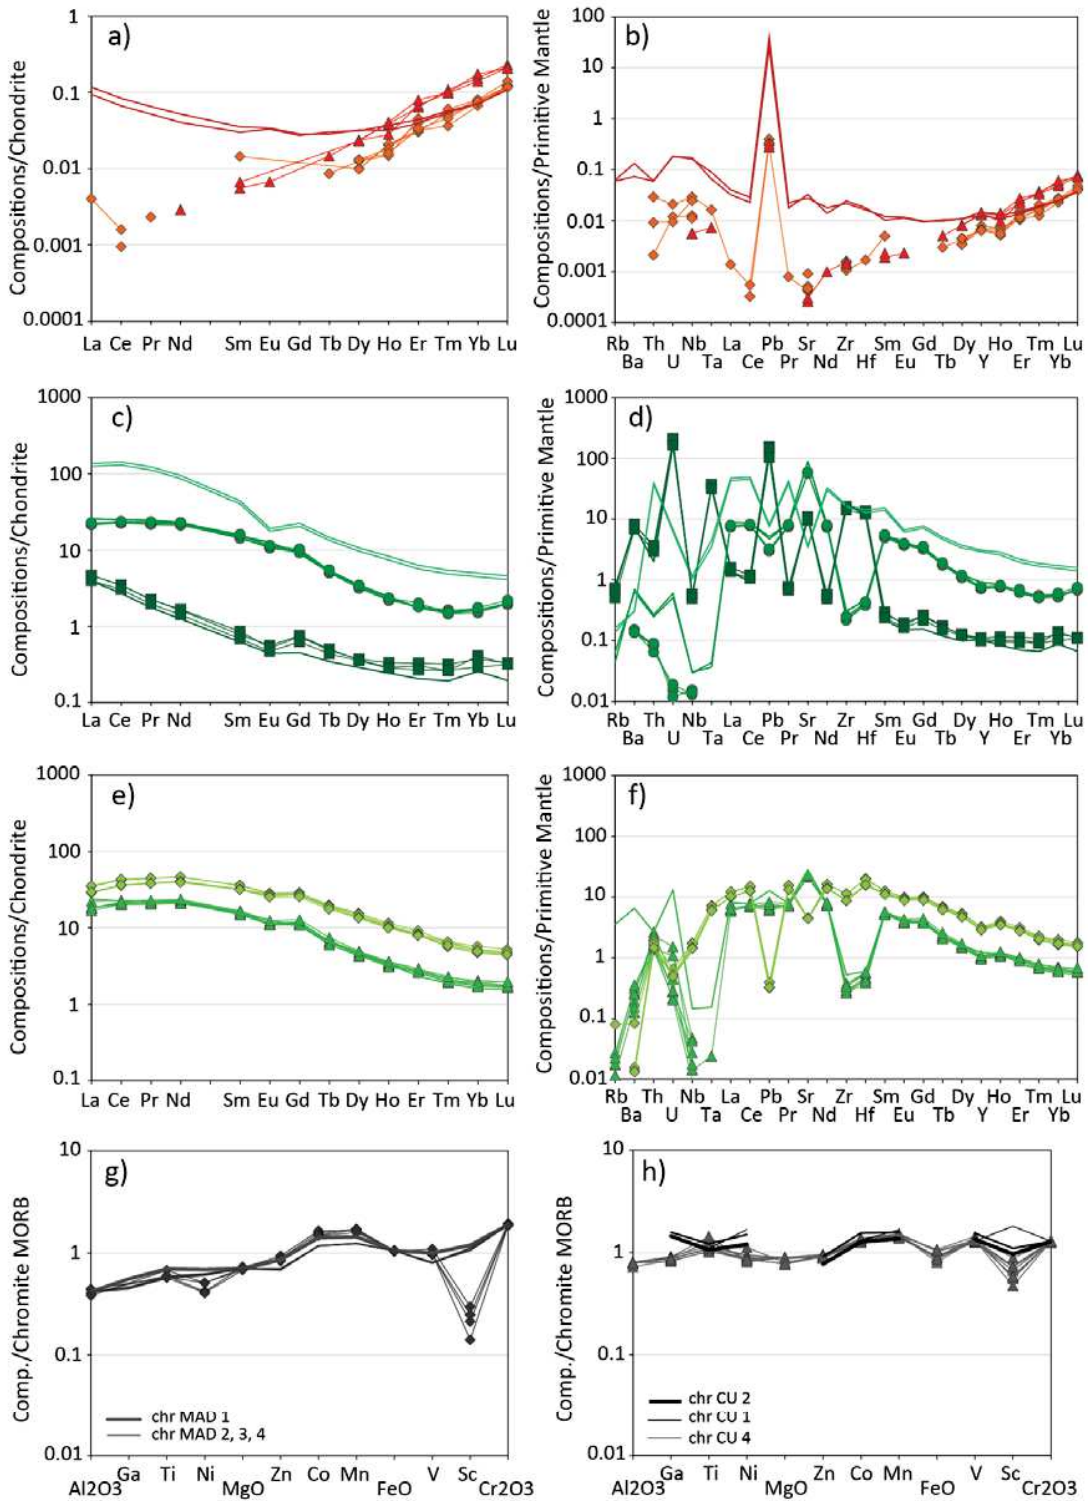 a)
Compositions/Chondrite
1
0.1
0.01
0.001
0.0001
La Ce Pr Nd Sm Eu Gd Tb Dy Ho Er Tm Yb Lu
b)
Compositions/Primitive Mantle
100
10
1
0.1
0.01
0.001
0.0001
Rb Th Nb La Pb Sr Zr Sm Gd Dy Ho Tm Lu
Ba U Ta Ce Pr Nd Hf Eu Tb Y Er Yb
c)
Compositions/Chondrite
1000
100
10
1
0.1
La Ce Pr Nd Sm Eu Gd Tb Dy Ho Er Tm Yb Lu
d)
Compositions/Primitive Mantle
1000
100
10
1
0.1
0.01
Rb Th Nb La Pb Sr Zr Sm Gd Dy Ho Tm Lu
Ba U Ta Ce Pr Nd Hf Eu Tb Y Er Yb
e)
Compositions/Chondrite
1000
100
10
1
0.1
La Ce Pr Nd Sm Eu Gd Tb Dy Ho Er Tm Yb Lu
f)
Compositions/Primitive Mantle
1000
100
10
1
0.1
0.01
Rb Th Nb La Pb Sr Zr Sm Gd Dy Ho Tm Lu
Ba U Ta Ce Pr Nd Hf Eu Tb Y Er Yb
g)
Comp./Chromite MORB
10
1
0.1
0.01
chr MAD 1
chr MAD 2, 3, 4
Ga Ti Ni Zn Co Mn V Sc
Al2O3 MgO FeO Cr2O3
h)
Comp./Chromite MORB
10
1
0.1
0.01
chr CU 2
chr CU 1
chr CU 4
Ga Ti Ni Zn Co Mn V Sc
Al2O3 MgO FeO Cr2O3